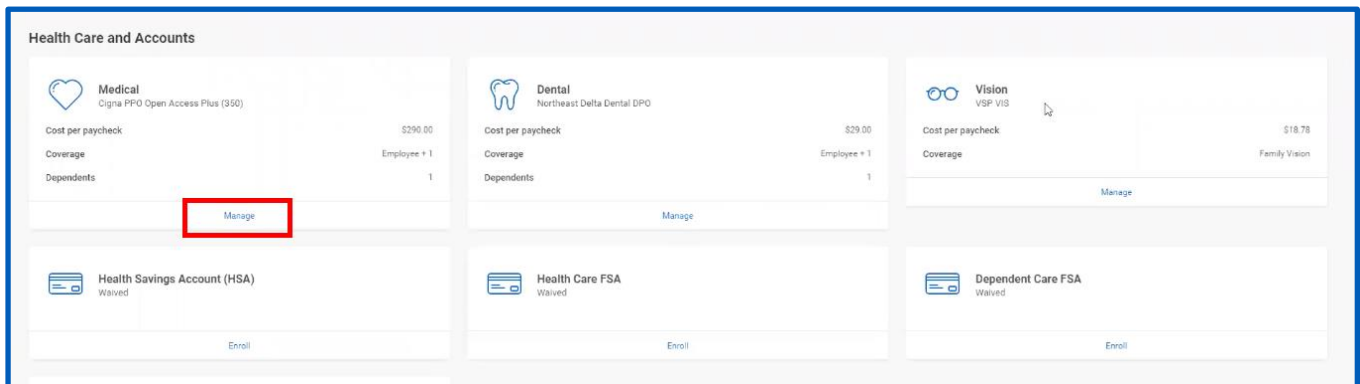 Health Care and Accounts
Medical
Cigna PPO Open Access Plus (350)
Cost per paycheck $290.00
Coverage Employee + 1
Dependents 1
Manage
Dental
Northeast Delta Dental DPO
Cost per paycheck $29.00
Coverage Employee + 1
Dependents 1
Manage
Vision
VSP VIS
Cost per paycheck $18.78
Coverage Family Vision
Manage
Health Savings Account (HSA)
Waived
Enroll
Health Care FSA
Waived
Enroll
Dependent Care FSA
Waived
Enroll